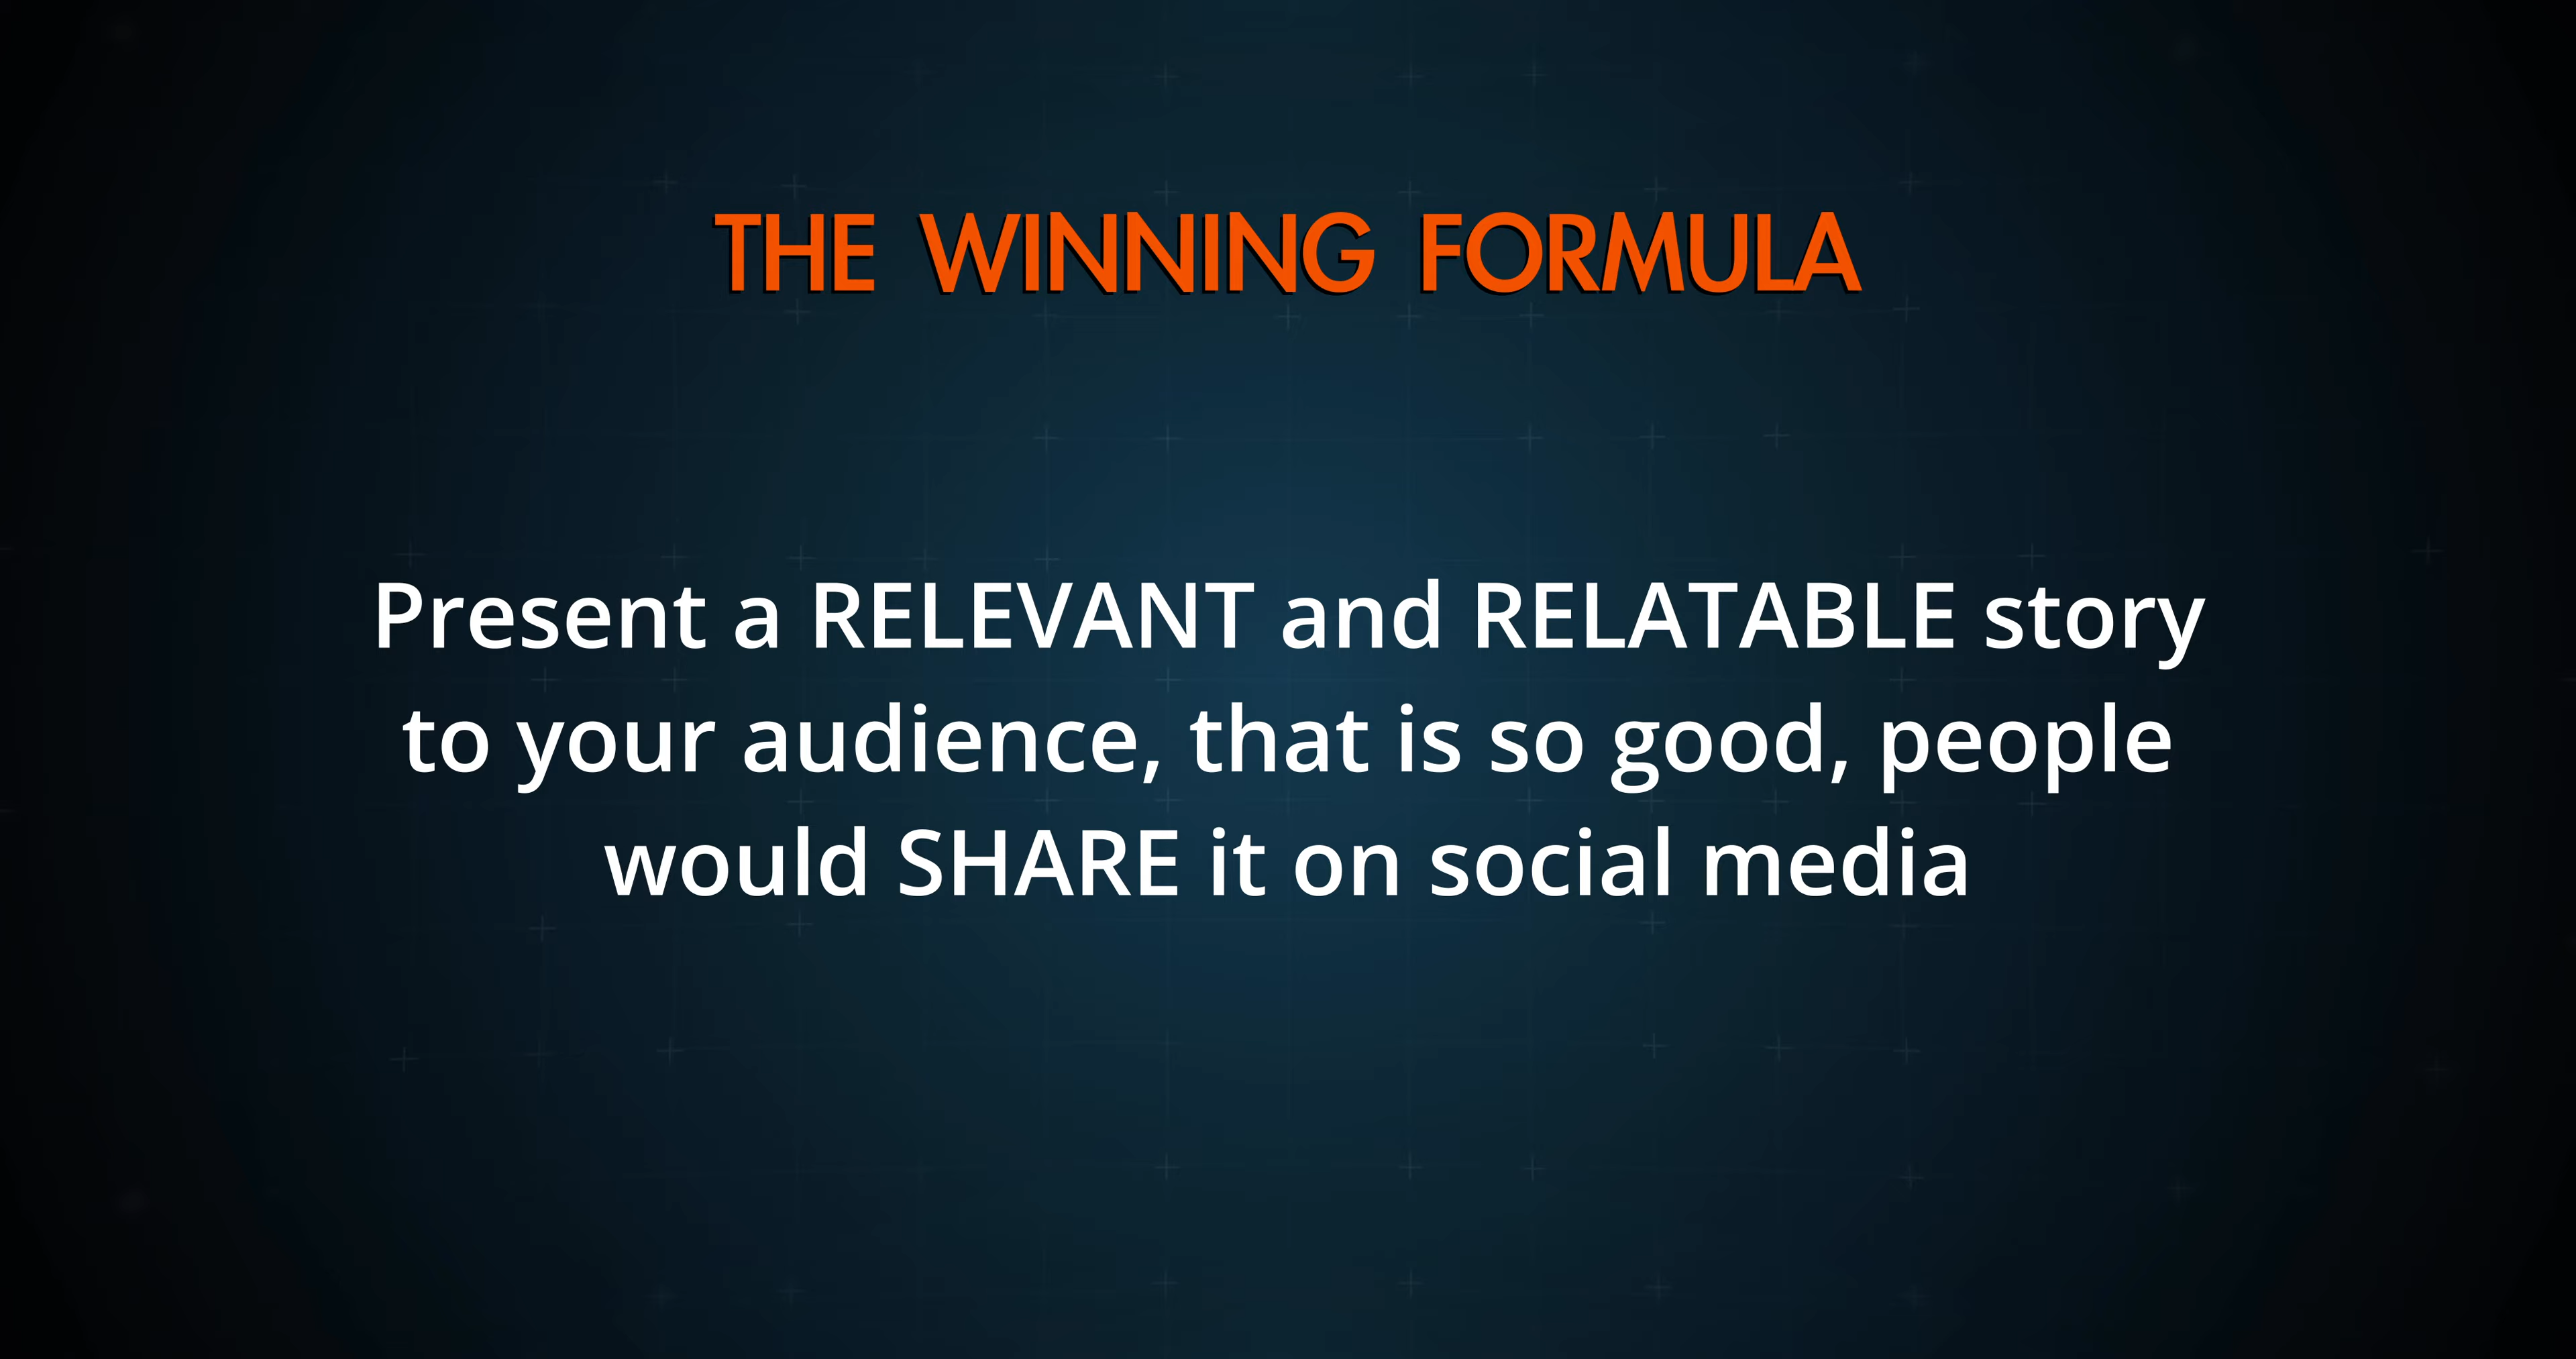 THE WINNING FORMULA
Present a RELEVANT and RELATABLE story
to your audience, that is so good, people
would SHARE it on social media